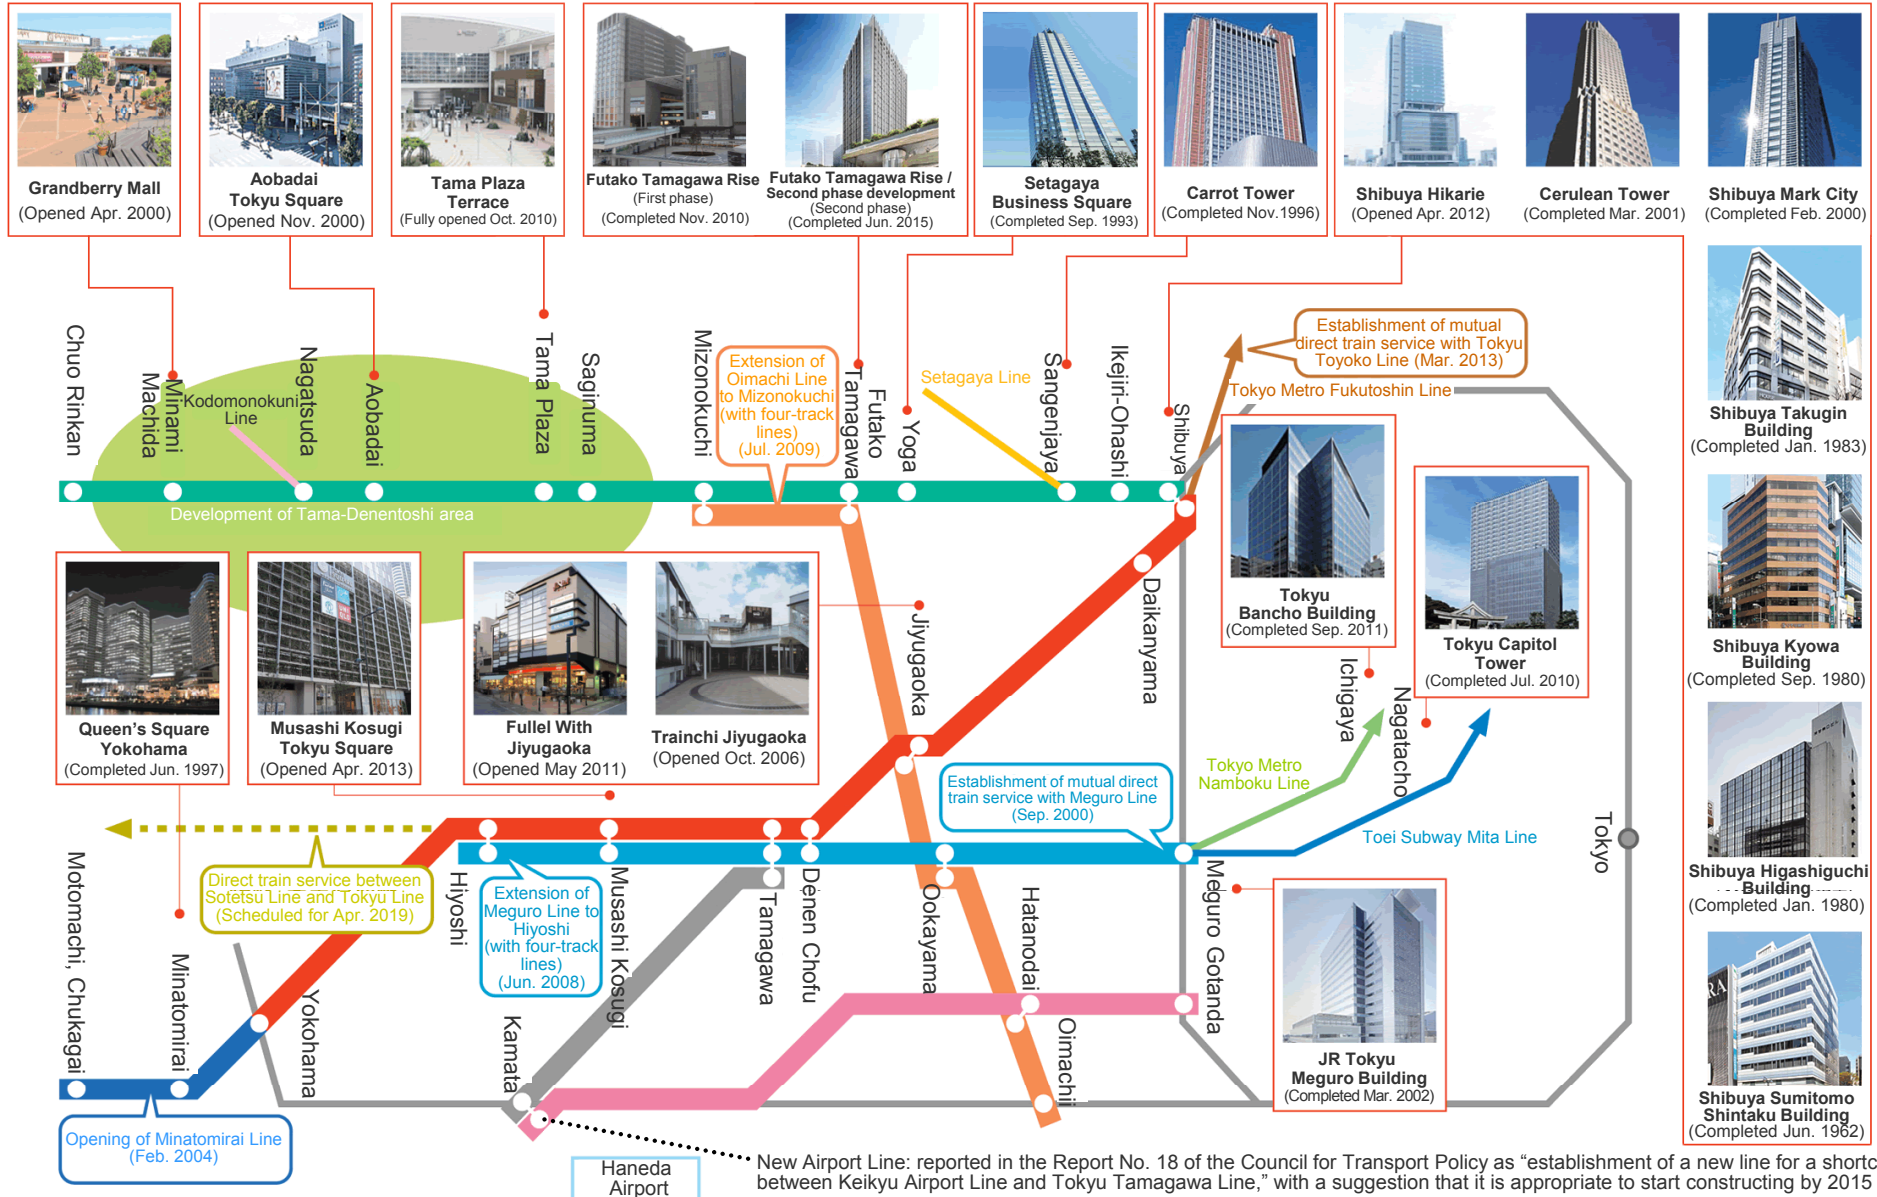 Grandberry Mall
(Opened Apr. 2000)
Aobadai
Tokyu Square
(Opened Nov. 2000)
Tama Plaza
Terrace
(Fully opened Oct. 2010)
Futako Tamagawa Rise
(First phase)
(Completed Nov. 2010)
Futako Tamagawa Rise /
Second phase development
(Second phase)
(Completed Jun. 2015)
Setagaya
Business Square
(Completed Sep. 1993)
Carrot Tower
(Completed Nov.1996)
Shibuya Hikarie
(Opened Apr. 2012)
Cerulean Tower
(Completed Mar. 2001)
Shibuya Mark City
(Completed Feb. 2000)
Shibuya Takugin
Building
(Completed Jan. 1983)
Shibuya Kyowa
Building
(Completed Sep. 1980)
Shibuya Higashiguchi
Building
(Completed Jan. 1980)
Shibuya Sumitomo
Shintaku Building
(Completed Jun. 1962)
Chuo Rinkan
Minami
Machida
Kodomonokuni
Line
Nagatsuda
Aobadai
Tama Plaza
Saginuma
Mizonokuchi
Extension of
Oimachi Line
to Mizonokuchi
(with four-track
lines)
(Jul. 2009)
Futako
Tamagawa
Yoga
Setagaya Line
Sangenjaya
Ikejiri-Ohashi
Shibuya
Establishment of mutual
direct train service with Tokyu
Toyoko Line (Mar. 2013)
Tokyo Metro Fukutoshin Line
Development of Tama-Denentoshi area
Tokyu
Bancho Building
(Completed Sep. 2011)
Tokyu Capitol
Tower
(Completed Jul. 2010)
Queen's Square
Yokohama
(Completed Jun. 1997)
Musashi Kosugi
Tokyu Square
(Opened Apr. 2013)
Fullel With
Jiyugaoka
(Opened May 2011)
Trainchi Jiyugaoka
(Opened Oct. 2006)
Jiyugaoka
Daikanyama
Ichigaya
Nagatacho
Tokyo Metro
Namboku Line
Toei Subway Mita Line
Establishment of mutual direct
train service with Meguro Line
(Sep. 2000)
Tokyo
Direct train service between
Sotetsu Line and Tokyu Line
(Scheduled for Apr. 2019)
Motomachi, Chukagai
Minatomirai
Yokohama
Hiyoshi
Extension of
Meguro Line to
Hiyoshi
(with four-track
lines)
(Jun. 2008)
Musashi Kosugi
Tamagawa
Denen Chofu
Ookayama
Hatanodai
Oimachii
Meguro Gotanda
Kamata
JR Tokyu
Meguro Building
(Completed Mar. 2002)
Opening of Minatomirai Line
(Feb. 2004)
Haneda
Airport
New Airport Line: reported in the Report No. 18 of the Council for Transport Policy as “establishment of a new line for a shortc
between Keikyu Airport Line and Tokyu Tamagawa Line,” with a suggestion that it is appropriate to start constructing by 2015